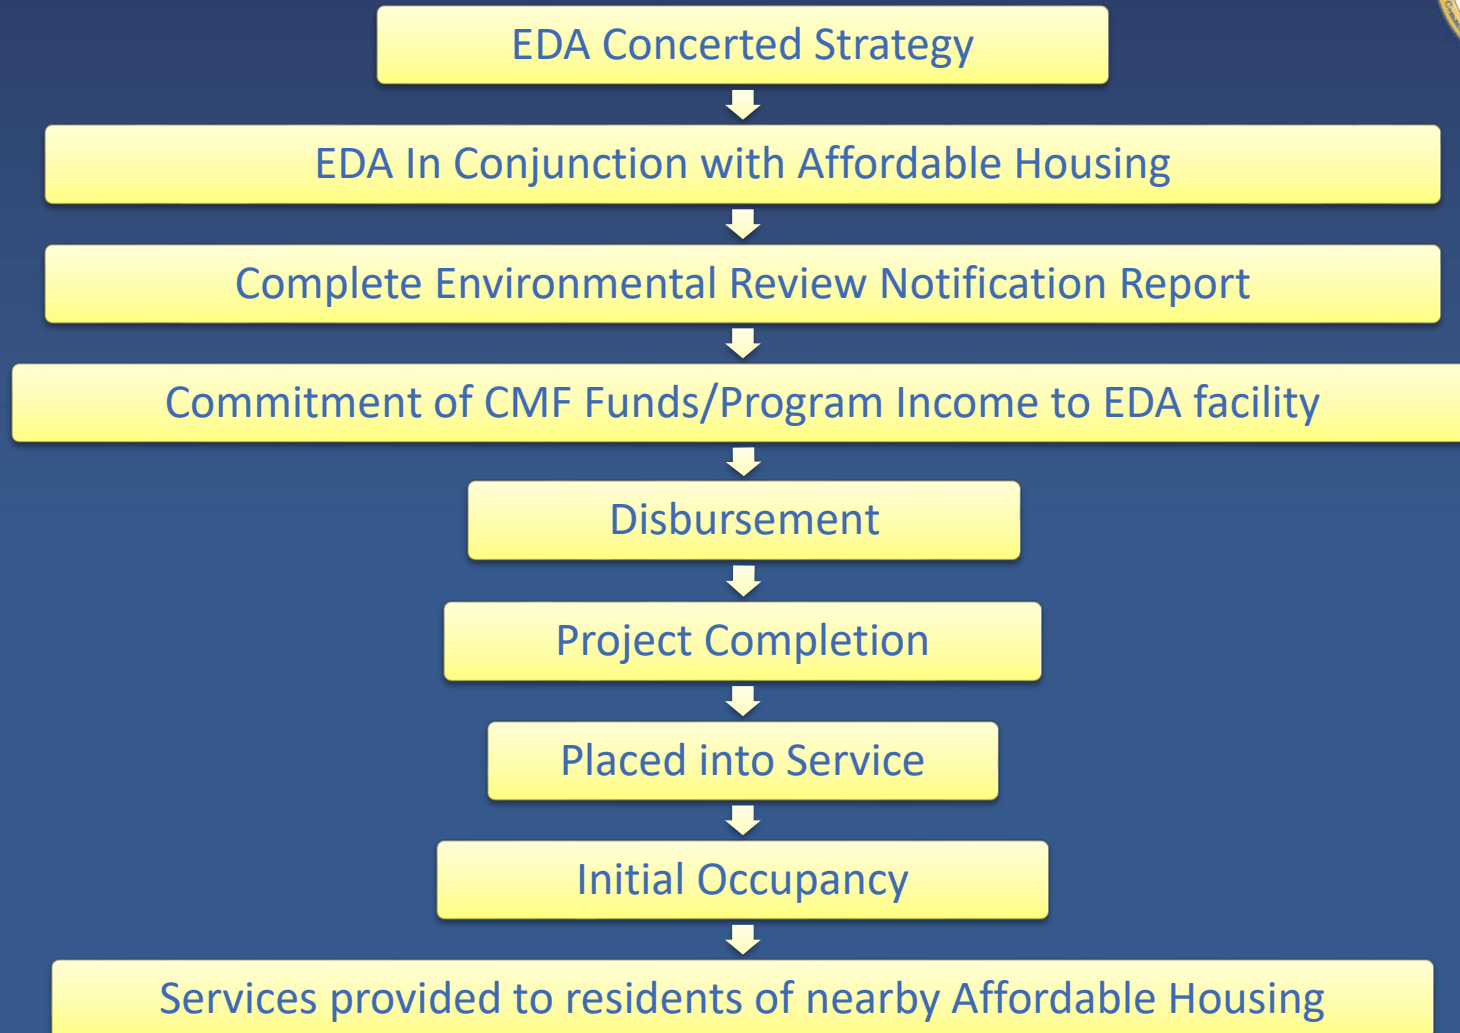 EDA Concerted Strategy
EDA In Conjunction with Affordable Housing
Complete Environmental Review Notification Report
Commitment of CMF Funds/Program Income to EDA facility
Disbursement
Project Completion
Placed into Service
Initial Occupancy
Services provided to residents of nearby Affordable Housing